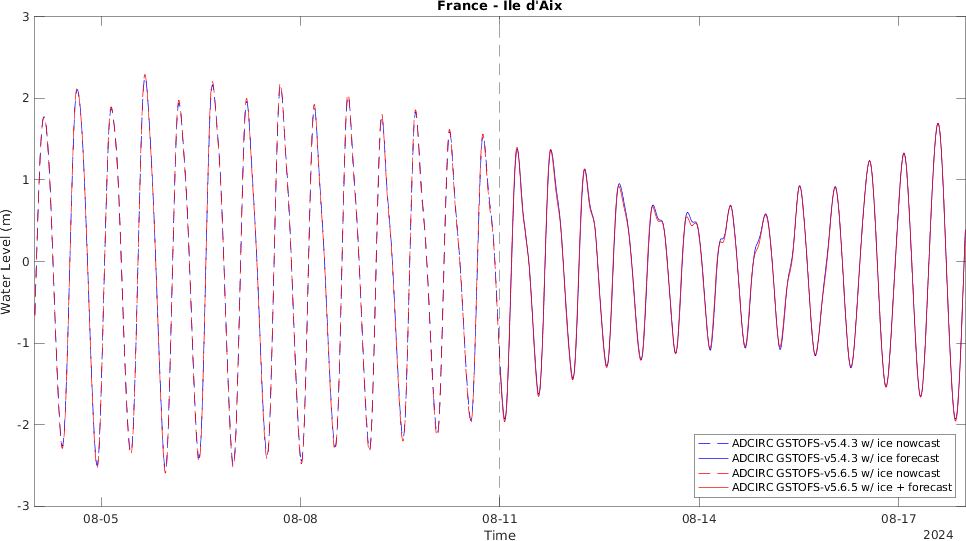 France - Ile d'Aix
3
2
1
0
-1
-2
-3
Water Level (m)
08-05
08-08
08-11
08-14
08-17
Time
2024
ADCIRC GSTOFS-v5.4.3 w/ ice nowcast
ADCIRC GSTOFS-v5.4.3 w/ ice forecast
ADCIRC GSTOFS-v5.6.5 w/ ice nowcast
ADCIRC GSTOFS-v5.6.5 w/ ice + forecast